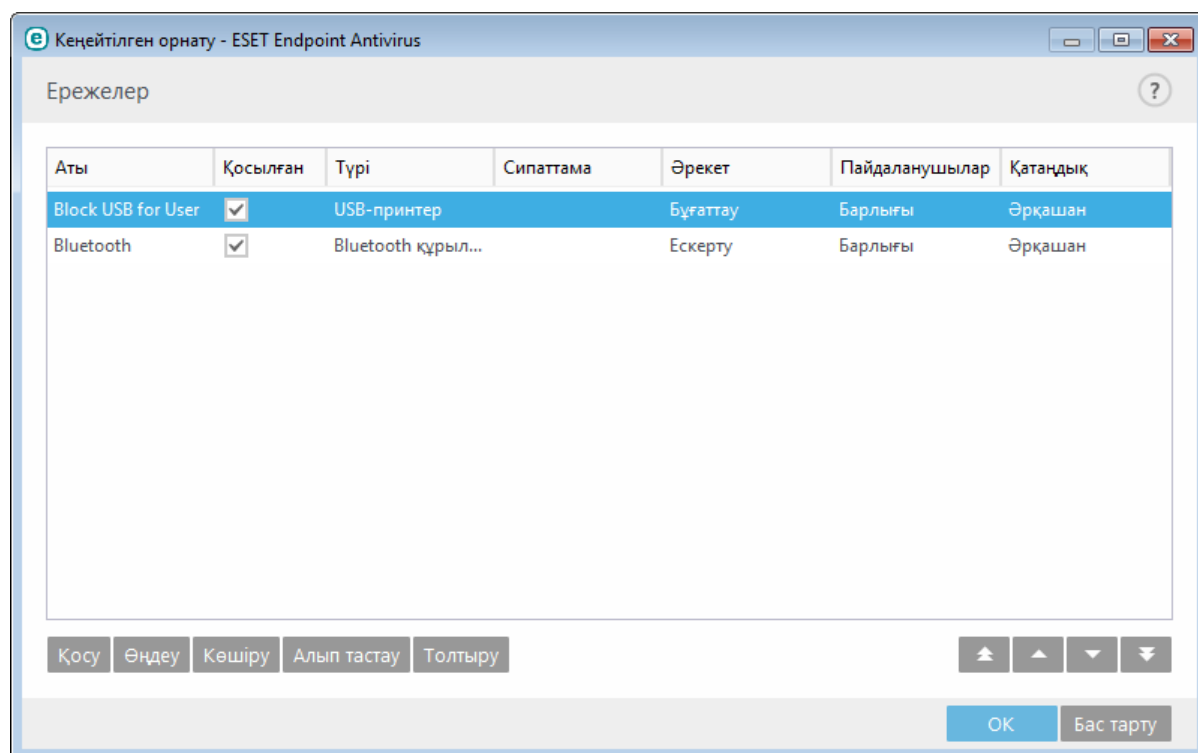 Кеңейтілген орнату - ESET Endpoint Antivirus
Ережелер ?
Аты Қосылған Түрі Сипаттама Әрекет Пайдаланушылар Қатаңдық
Block USB for User USB-принтер Бұғаттау Барлығы Әрқашан
Bluetooth Bluetooth құрыл... Ескерту Барлығы Әрқашан
Қосу Өңдеу Көшіру Алып тастау Толтыру
OK Бас тарту